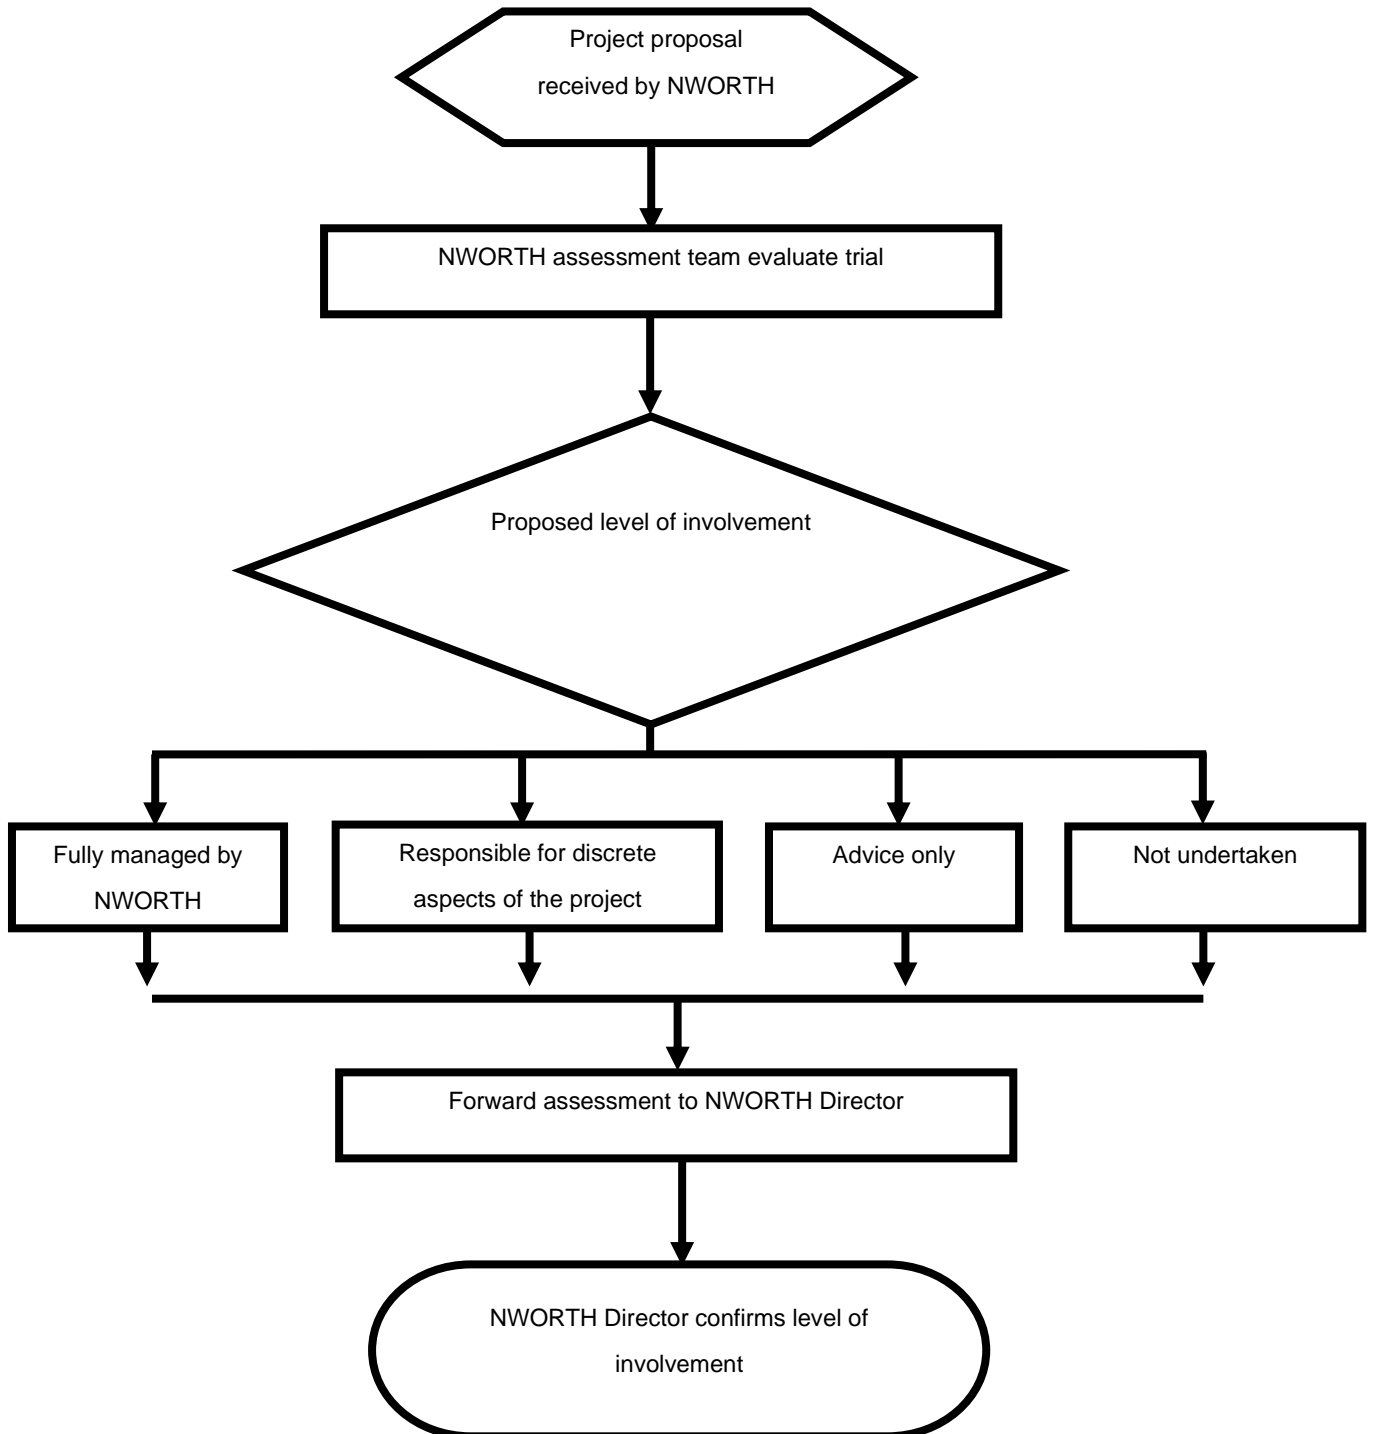 Project proposal
received by NWORTH
NWORTH assessment team evaluate trial
Proposed level of involvement
Fully managed by
NWORTH
Responsible for discrete
aspects of the project
Advice only
Not undertaken
Forward assessment to NWORTH Director
NWORTH Director confirms level of
involvement